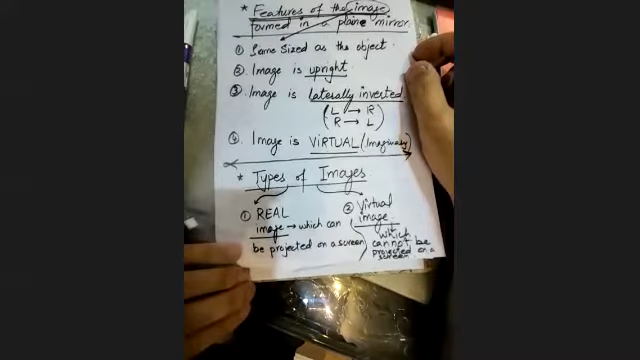 * Features of the image
formed in a plane mirror.
① Same Sized as the object.
② Image is upright.
③ Image is laterally inverted.
(L → R
R → L)
④ Image is VIRTUAL (Imaginary)
* Types of Images
① REAL
image → which can
be projected on a screen
② Virtual
image.
which
cannot be
projected on a
screen